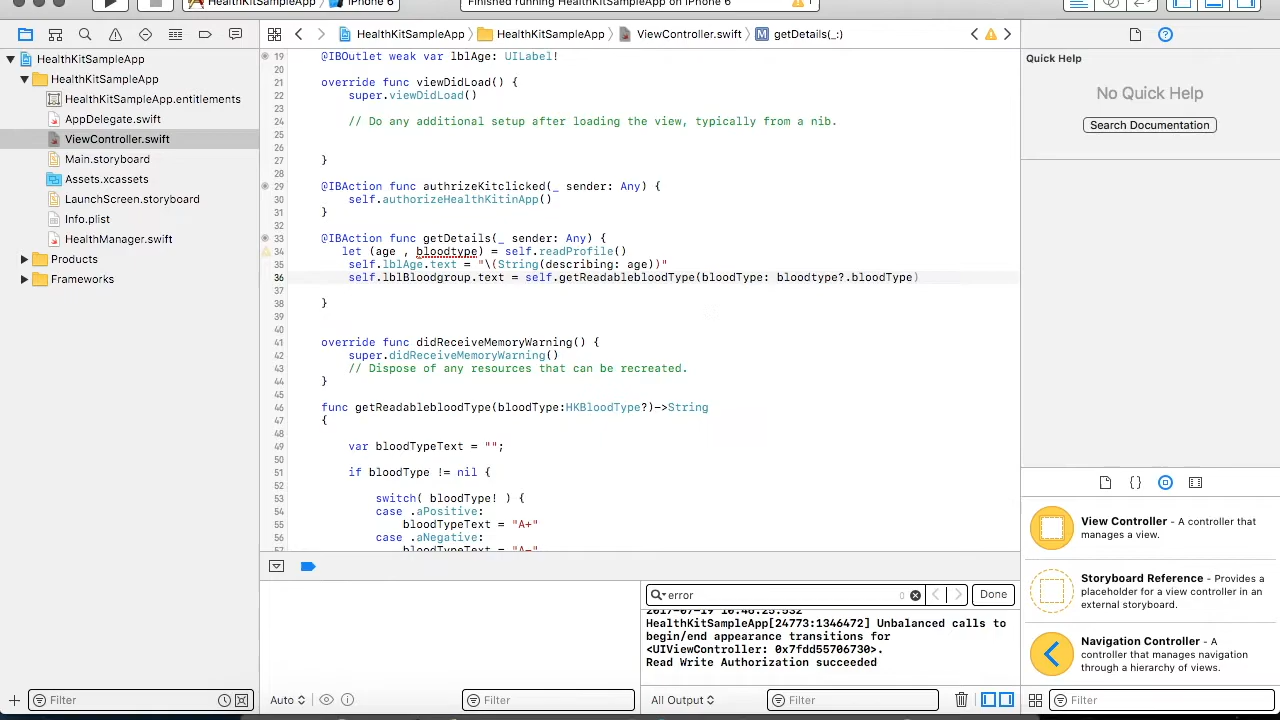 HealthKitSampleApp iPhone 6
Finished running HealthKitSampleApp on iPhone 6
HealthKitSampleApp HealthKitSampleApp ViewController.swift M getDetails(_:)
HealthKitSampleApp
HealthKitSampleApp
HealthKitSampleApp.entitlements
AppDelegate.swift
ViewController.swift
Main.storyboard
Assets.xcassets
LaunchScreen.storyboard
Info.plist
HealthManager.swift
Products
Frameworks
Filter
19 @IBOutlet weak var lblAge: UILabel!
20
21 override func viewDidLoad() {
22 super.viewDidLoad()
23
24 // Do any additional setup after loading the view, typically from a nib.
25
26
27 }
28
29 @IBAction func authrizeKitclicked(_ sender: Any) {
30 self.authorizeHealthKitinApp()
31 }
32
33 @IBAction func getDetails(_ sender: Any) {
34 let (age , bloodtype) = self.readProfile()
35 self.lblAge.text = "\(String(describing: age))"
36 self.lblBloodgroup.text = self.getReadablebloodType(bloodType: bloodtype?.bloodType)
37
38 }
39
40
41 override func didReceiveMemoryWarning() {
42 super.didReceiveMemoryWarning()
43 // Dispose of any resources that can be recreated.
44 }
45
46 func getReadablebloodType(bloodType:HKBloodType?)->String
47 {
48
49 var bloodTypeText = "";
50
51 if bloodType != nil {
52
53 switch( bloodType! ) {
54 case .aPositive:
55 bloodTypeText = "A+"
56 case .aNegative:
57 bloodTypeText = "A-"
Auto
Filter
error 0 Done
2017-07-19 10:46:25.532
HealthKitSampleApp[24773:1346472] Unbalanced calls to
begin/end appearance transitions for
<UIViewController: 0x7fdd55706730>.
Read Write Authorization succeeded
All Output
Filter
Quick Help
No Quick Help
Search Documentation
{ }
View Controller - A controller that
manages a view.
Storyboard Reference - Provides a
placeholder for a view controller in an
external storyboard.
Navigation Controller - A
controller that manages navigation
through a hierarchy of views.
Filter